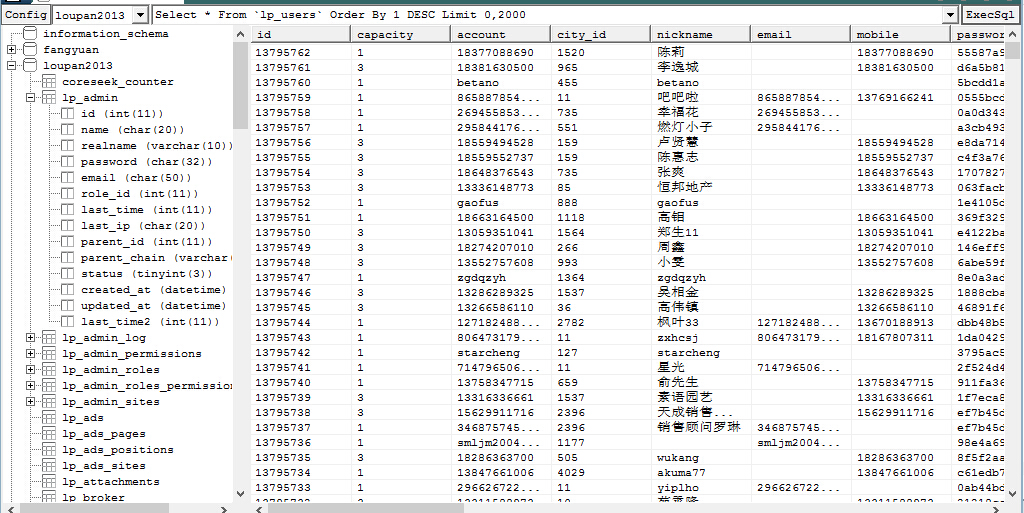 Config loupan2013 Select * From `lp_users` Order By 1 DESC Limit 0,2000 ExecSql
information_schema
fangyuan
loupan2013
coreseek_counter
lp_admin
id (int(11))
name (char(20))
realname (varchar(10))
password (char(32))
email (char(50))
role_id (int(11))
last_time (int(11))
last_ip (char(20))
parent_id (int(11))
parent_chain (varchar
status (tinyint(3))
created_at (datetime)
updated_at (datetime)
last_time2 (int(11))
lp_admin_log
lp_admin_permissions
lp_admin_roles
lp_admin_roles_permission
lp_admin_sites
lp_ads
lp_ads_pages
lp_ads_positions
lp_ads_sites
lp_attachments
lp_broker
id capacity account city_id nickname email mobile passwor
13795762 1 18377088690 1520 陈莉 18377088690 55587a9
13795761 3 18381630500 965 李逸城 18381630500 d6a5b81
13795760 1 betano 455 betano 5bcdd1a
13795759 1 865887854... 11 吧吧啦 865887854... 13769166241 0555bcd
13795758 1 269455853... 735 幸福花 269455853... 0a0d343
13795757 1 295844176... 551 燃灯小子 295844176... a3cb493
13795756 3 18559494528 159 卢贤慧 18559494528 e8da714
13795755 3 18559552737 159 陈惠志 18559552737 c4f3a76
13795754 3 18648376543 735 张爽 18648376543 1707827
13795753 3 13336148773 85 恒邦地产 13336148773 063facb
13795752 1 gaofus 888 gaofus 1e4105d
13795751 1 18663164500 1118 高钼 18663164500 369f329
13795750 3 13059351041 1564 郑生11 13059351041 e4122ba
13795749 3 18274207010 266 周鑫 18274207010 146eff9
13795748 3 13552757608 993 小雯 13552757608 6abe59f
13795747 1 zgdqzyh 1364 zgdqzyh 8e0a3ad
13795746 3 13286289325 1537 吴相金 13286289325 1888cba
13795745 3 13266586110 36 高伟镇 13266586110 46891f6
13795744 1 127182488... 2782 枫叶33 127182488... 13670188913 dbb48b5
13795743 1 806473179... 11 zxhcsj 806473179... 18167807311 1da0429
13795742 1 starcheng 127 starcheng 3795ac5
13795741 1 714796506... 11 星光 714796506... 2f524d4
13795740 1 13758347715 659 俞先生 13758347715 911fa36
13795739 3 13316336661 1537 素语园艺 13316336661 1f7eca8
13795738 3 15629911716 2396 天成销售... 15629911716 ef7b45d
13795737 1 346875745... 2396 销售顾问罗琳 346875745... ef7b45d
13795736 1 smljm2004... 1177 smljm2004... 98e4a69
13795735 3 18286363700 505 wukang 18286363700 8f5f2aa
13795734 1 13847661006 4029 akuma77 13847661006 c61edb7
13795733 1 296626722... 11 yiplho 296626722... 0ab44bd